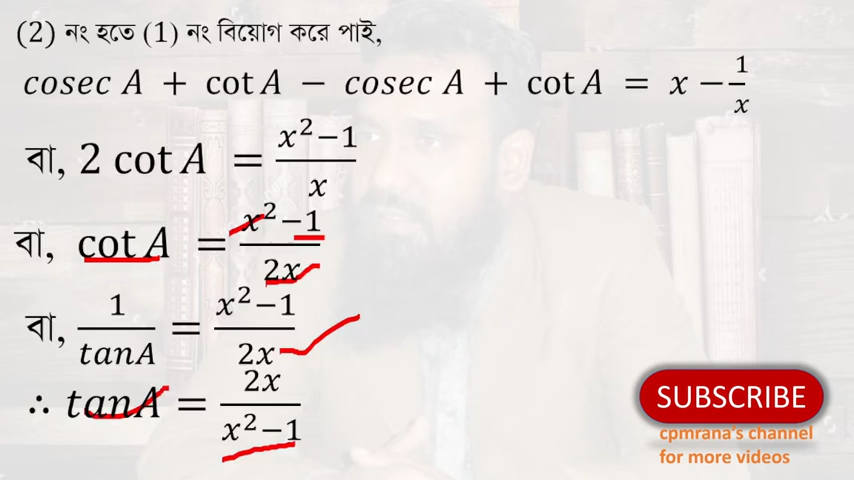 (2) নং হতে (1) নং বিয়োগ করে পাই,
cosec A + cot A − cosec A + cot A = x − 1/x
বা, 2 cot A = x²−1/x
বা, cot A = x²−1/2x
বা, 1/tanA = x²−1/2x
∴ tanA = 2x/x²−1
SUBSCRIBE
cpmrana's channel
for more videos